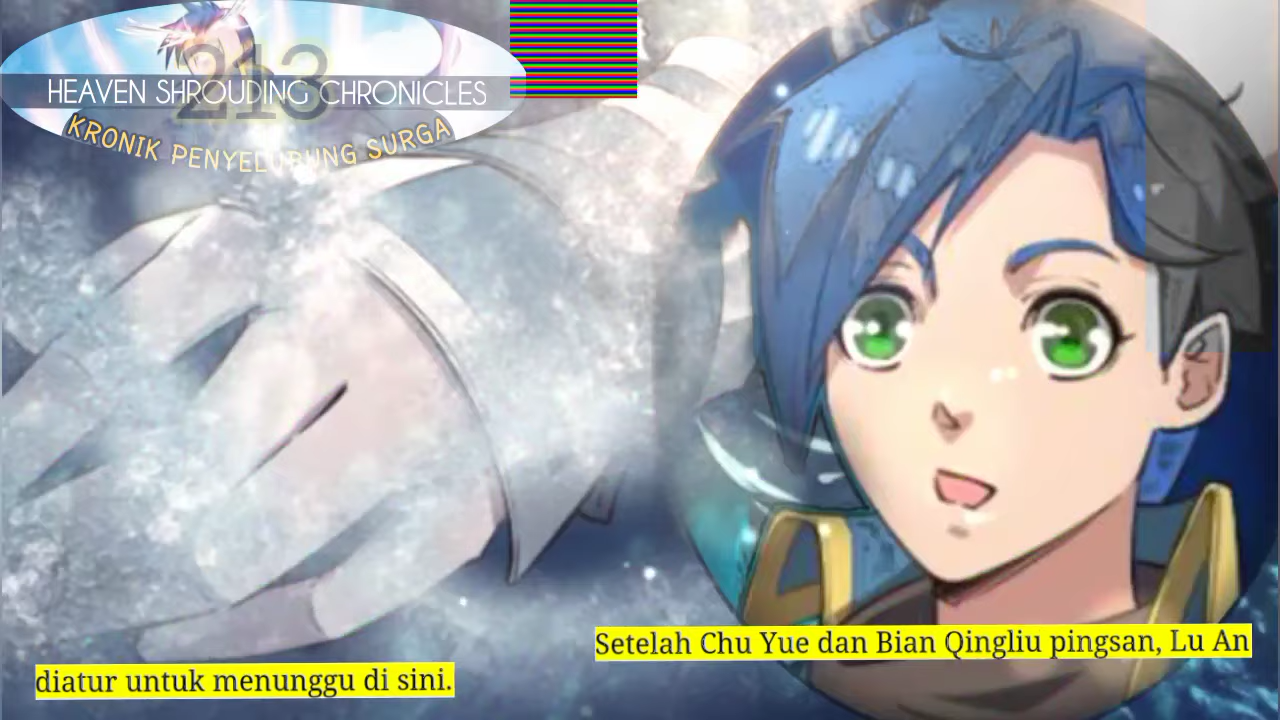 213
HEAVEN SHROUDING CHRONICLES
KRONIK PENYELUBUNG SURGA
Setelah Chu Yue dan Bian Qingliu pingsan, Lu An
diatur untuk menunggu di sini.